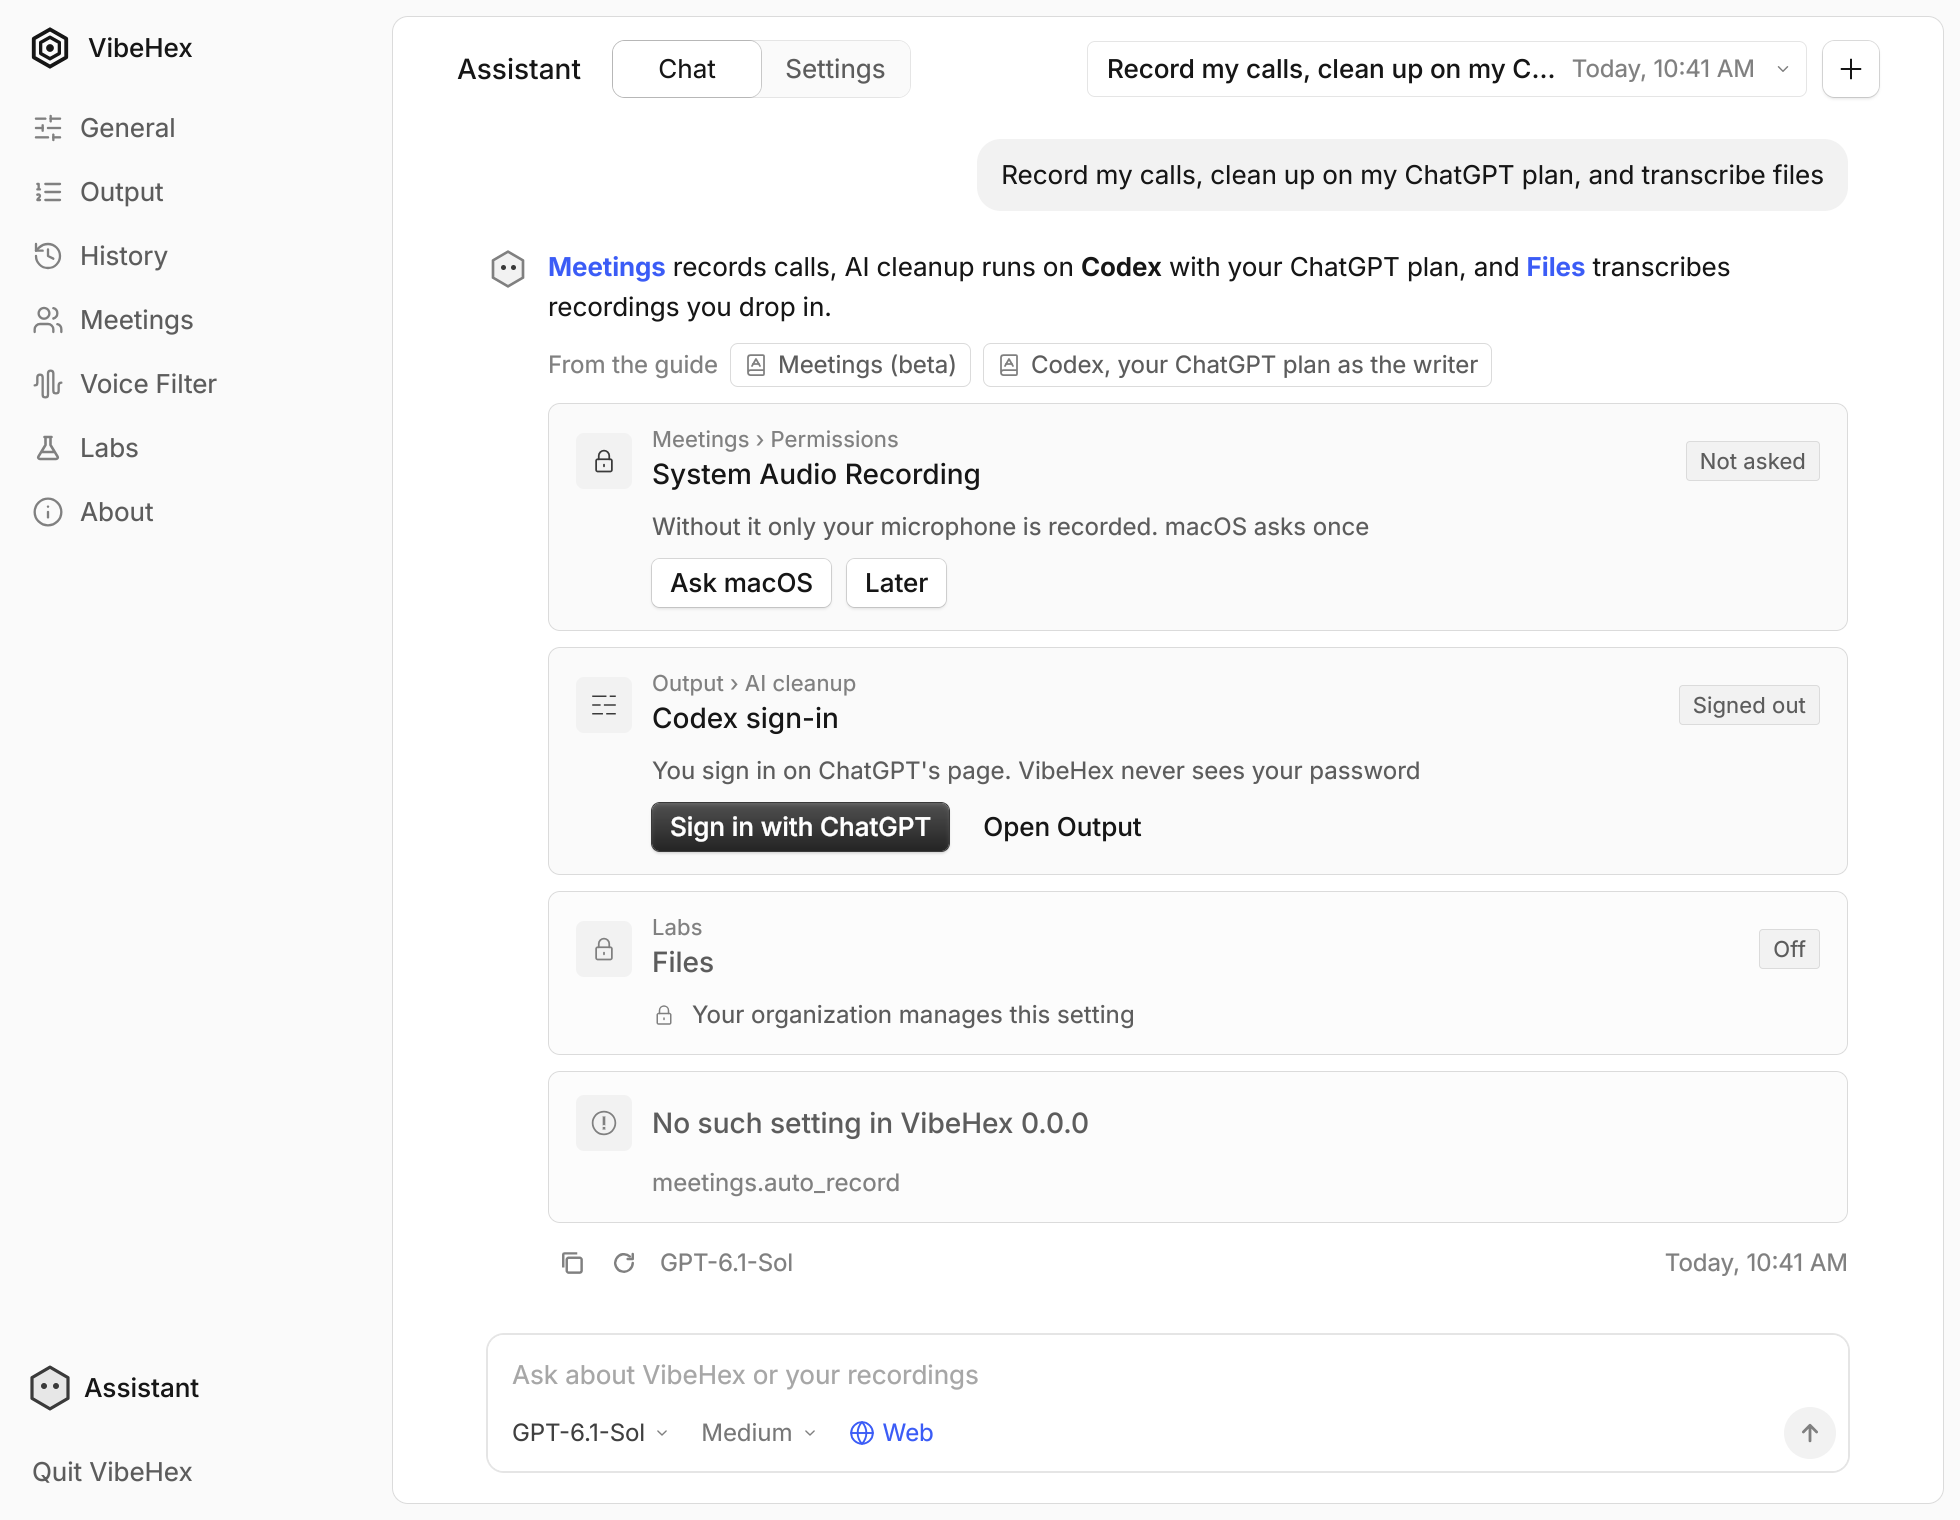 VibeHex
General
Output
History
Meetings
Voice Filter
Labs
About
Assistant
Quit VibeHex
Assistant
Chat
Settings
Record my calls, clean up on my C...
Today, 10:41 AM
Record my calls, clean up on my ChatGPT plan, and transcribe files
Meetings records calls, AI cleanup runs on Codex with your ChatGPT plan, and Files transcribes
recordings you drop in.
From the guide
Meetings (beta)
Codex, your ChatGPT plan as the writer
Meetings › Permissions
System Audio Recording
Not asked
Without it only your microphone is recorded. macOS asks once
Ask macOS
Later
Output › AI cleanup
Codex sign-in
Signed out
You sign in on ChatGPT's page. VibeHex never sees your password
Sign in with ChatGPT
Open Output
Labs
Files
Off
Your organization manages this setting
No such setting in VibeHex 0.0.0
meetings.auto_record
GPT-6.1-Sol
Today, 10:41 AM
Ask about VibeHex or your recordings
GPT-6.1-Sol
Medium
Web